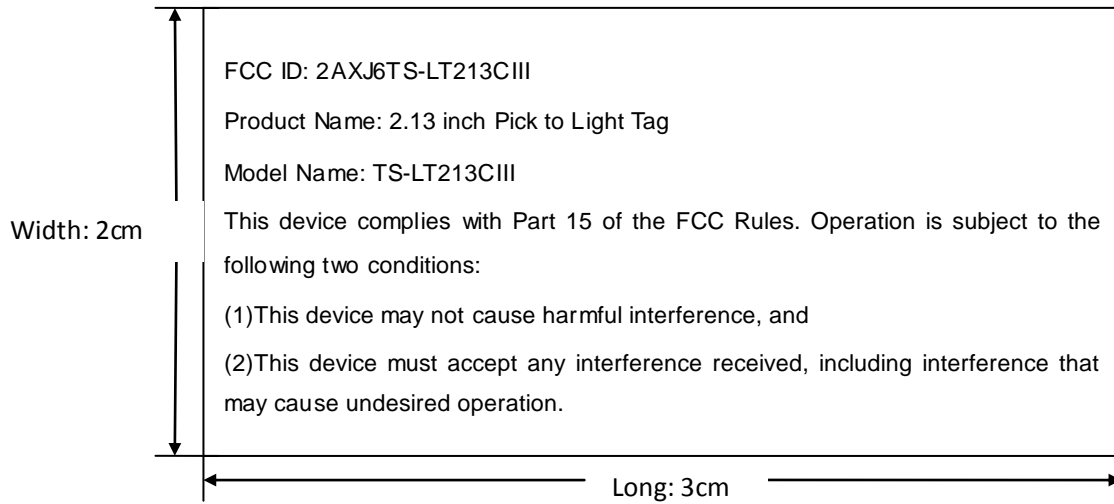 FCC ID: 2AXJ6TS-LT213CIII
Product Name: 2.13 inch Pick to Light Tag
Model Name: TS-LT213CIII
Width: 2cm
This device complies with Part 15 of the FCC Rules. Operation is subject to the
following two conditions:
(1)This device may not cause harmful interference, and
(2)This device must accept any interference received, including interference that
may cause undesired operation.
Long: 3cm